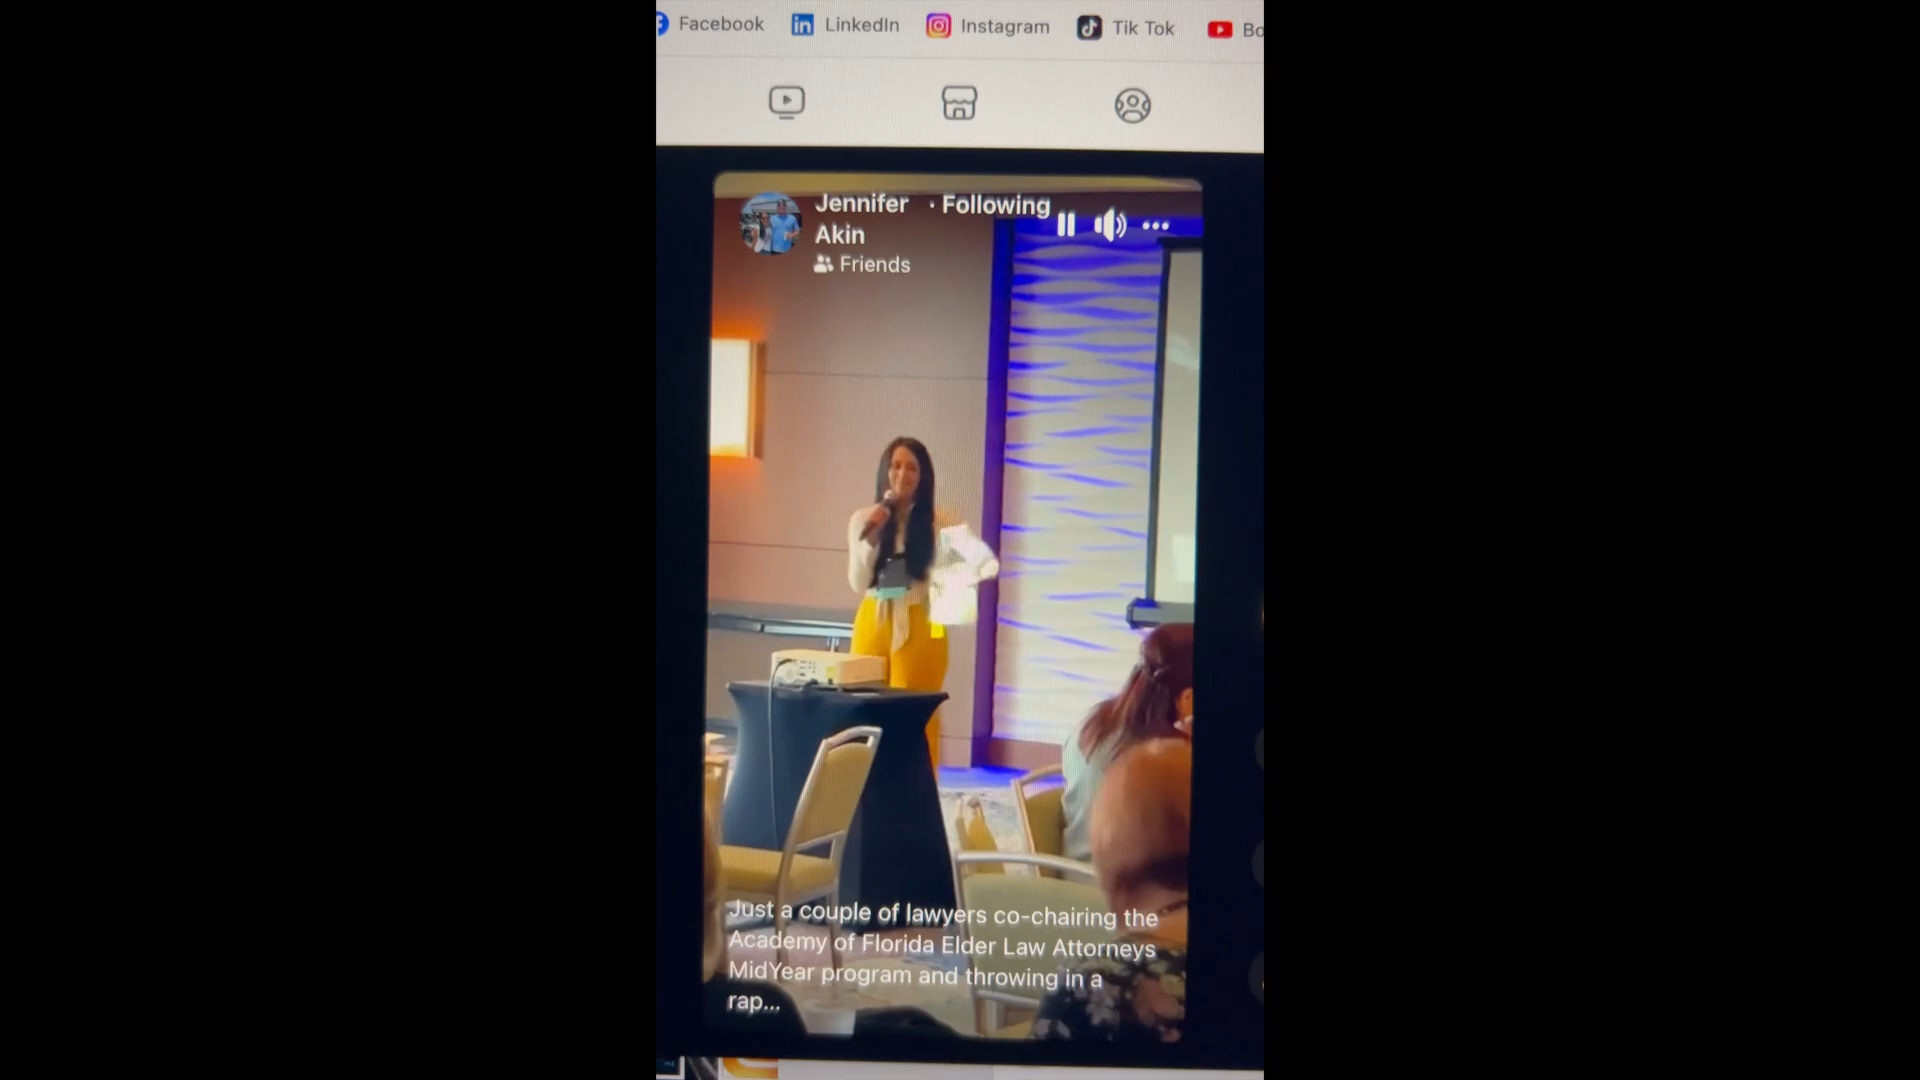 Facebook
LinkedIn
Instagram
Tik Tok
Bo
Jennifer · Following
Akin
Friends
Just a couple of lawyers co-chairing the
Academy of Florida Elder Law Attorneys
MidYear program and throwing in a
rap...